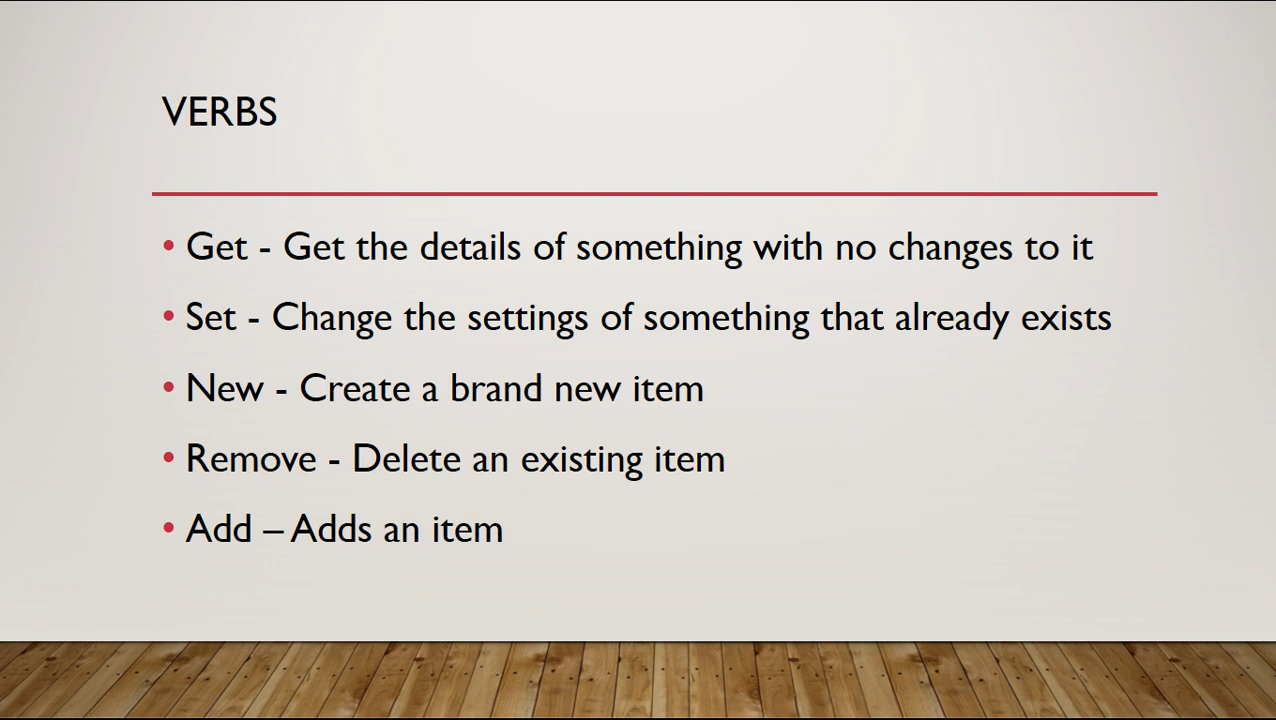 VERBS
• Get - Get the details of something with no changes to it
• Set - Change the settings of something that already exists
• New - Create a brand new item
• Remove - Delete an existing item
• Add – Adds an item